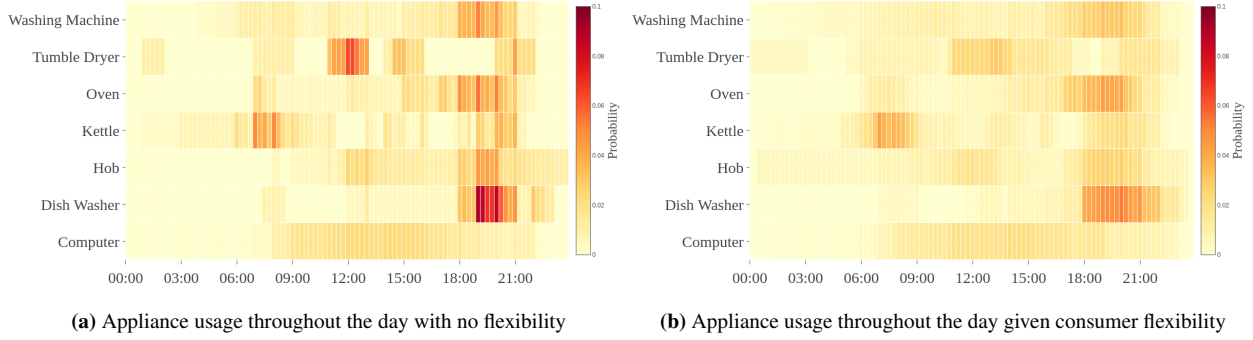 Washing Machine
Tumble Dryer
Oven
Kettle
Hob
Dish Washer
Computer
00:00 03:00 06:00 09:00 12:00 15:00 18:00 21:00
0.1
0.08
0.06
0.04
0.02
0
Probability
(a) Appliance usage throughout the day with no flexibility
Washing Machine
Tumble Dryer
Oven
Kettle
Hob
Dish Washer
Computer
00:00 03:00 06:00 09:00 12:00 15:00 18:00 21:00
0.1
0.08
0.06
0.04
0.02
0
Probability
(b) Appliance usage throughout the day given consumer flexibility